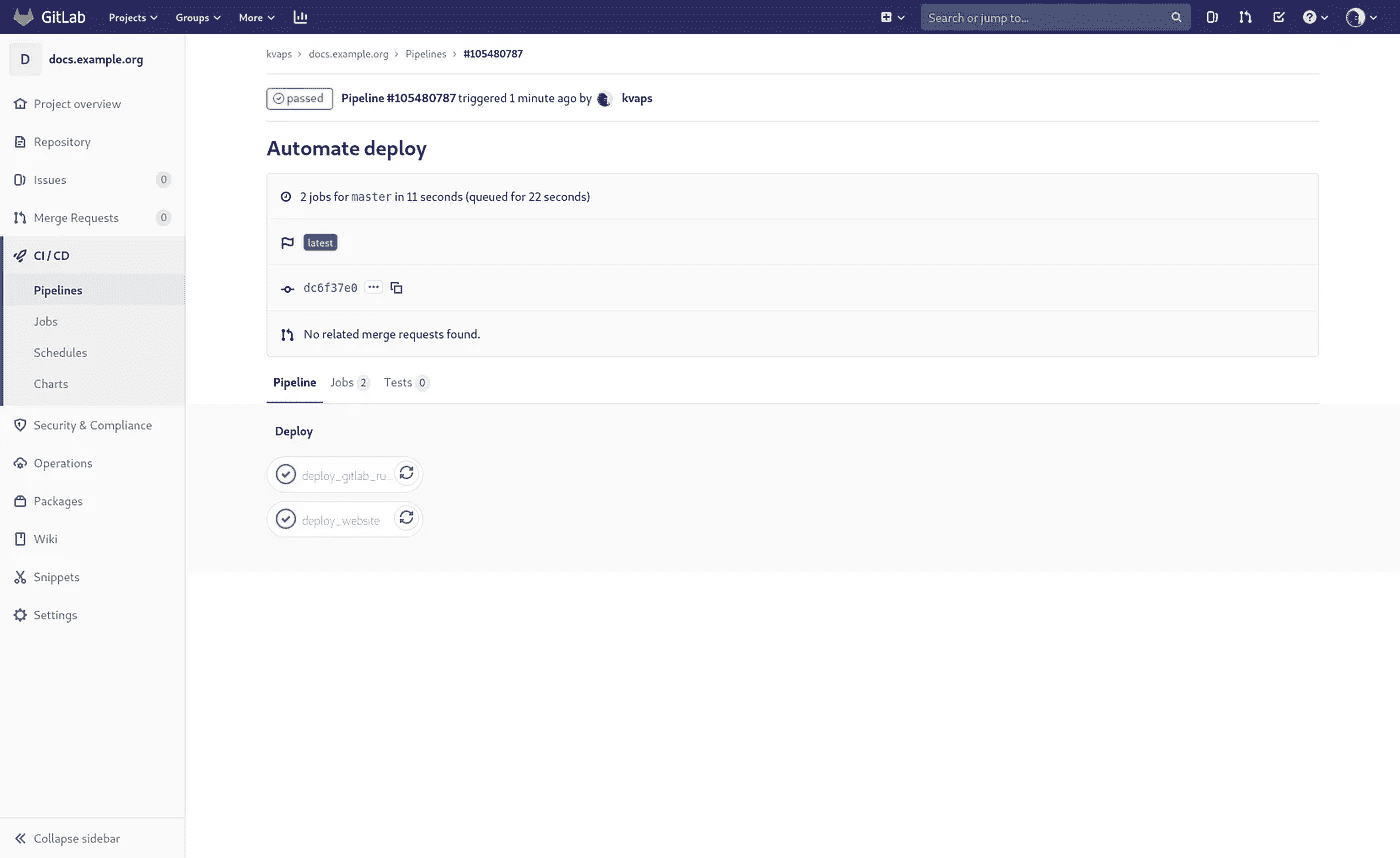 GitLab Projects Groups More Search or jump to...
D docs.example.org
Project overview
Repository
Issues 0
Merge Requests 0
CI / CD
Pipelines
Jobs
Schedules
Charts
Security & Compliance
Operations
Packages
Wiki
Snippets
Settings
Collapse sidebar
kvaps > docs.example.org > Pipelines > #105480787
passed Pipeline #105480787 triggered 1 minute ago by kvaps
Automate deploy
2 jobs for master in 11 seconds (queued for 22 seconds)
latest
dc6f37e0 ...
No related merge requests found.
Pipeline Jobs 2 Tests 0
Deploy
deploy_gitlab_ru...
deploy_website